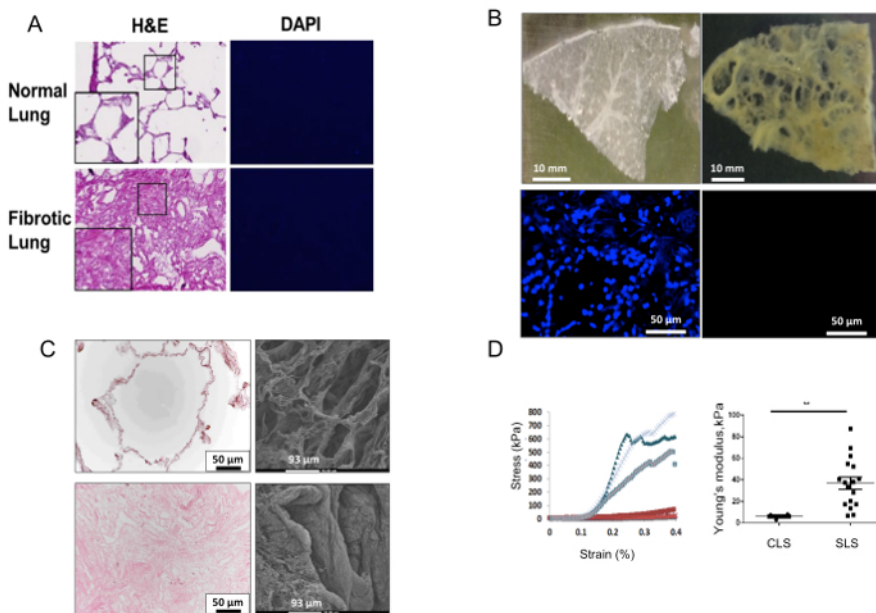 A
H&E
DAPI
Normal
Lung
Fibrotic
Lung
B
10 mm
10 mm
50 µm
50 µm
C
50 µm
93 µm
50 µm
93 µm
D
Stress (kPa)
800
700
600
500
400
300
200
100
0
0
0.1
0.2
0.3
0.4
Strain (%)
**
Young's modulus,kPa
100
80
60
40
20
0
CLS
SLS